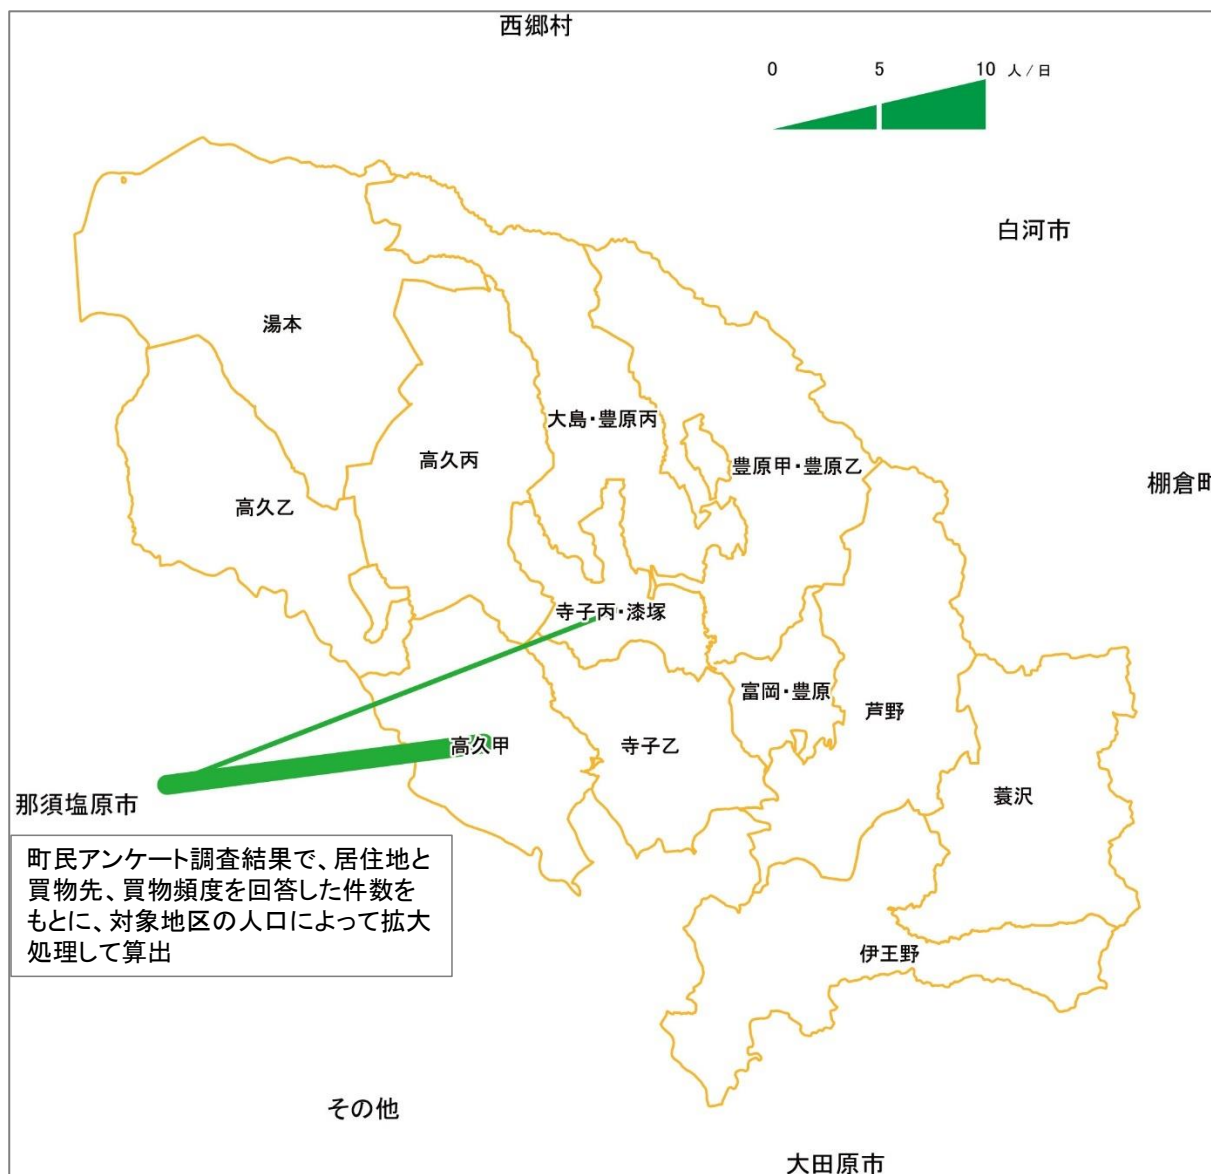 西郷村
0 5 10 人/日
白河市
湯本
大島・豊原丙
高久丙
豊原甲・豊原乙
棚倉町
高久乙
寺子丙・漆塚
富岡・豊原
芦野
高久甲
寺子乙
蓑沢
那須塩原市
町民アンケート調査結果で、居住地と
買物先、買物頻度を回答した件数を
もとに、対象地区の人口によって拡大
処理して算出
伊王野
その他
大田原市